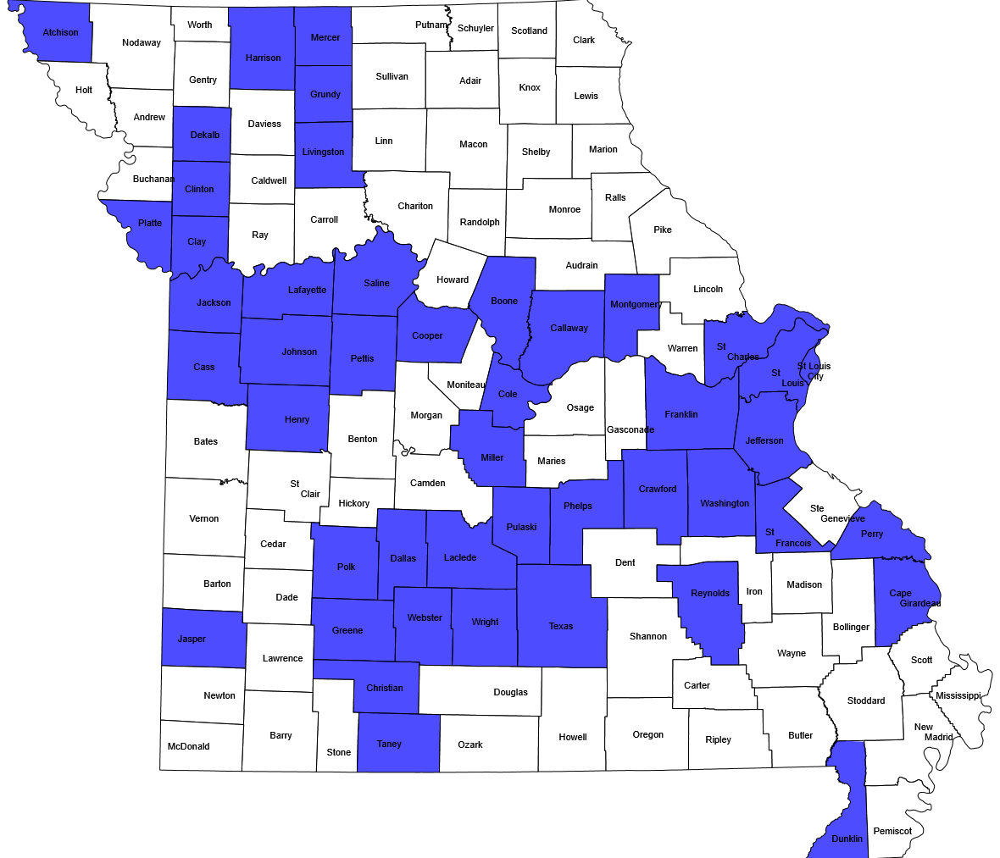 Atchison
Nodaway
Worth
Harrison
Mercer
Putnam
Schuyler
Scotland
Clark
Holt
Gentry
Grundy
Sullivan
Adair
Knox
Lewis
Andrew
Dekalb
Daviess
Livingston
Linn
Macon
Shelby
Marion
Buchanan
Clinton
Caldwell
Carroll
Chariton
Randolph
Monroe
Ralls
Pike
Platte
Clay
Ray
Audrain
Jackson
Lafayette
Saline
Howard
Boone
Callaway
Montgomery
Lincoln
Cass
Johnson
Pettis
Cooper
Moniteau
Cole
Osage
Gasconade
Warren
St
Charles
St
Louis
St Louis
City
Franklin
Jefferson
Bates
Henry
Benton
Morgan
Miller
Maries
Camden
Vernon
St
Clair
Hickory
Pulaski
Phelps
Crawford
Washington
St
Francois
Ste
Genevieve
Perry
Cedar
Polk
Dallas
Laclede
Dent
Barton
Dade
Reynolds
Iron
Madison
Cape
Girardeau
Jasper
Greene
Webster
Wright
Texas
Shannon
Wayne
Bollinger
Scott
Lawrence
Christian
Douglas
Carter
Stoddard
Mississippi
Newton
McDonald
Barry
Stone
Taney
Ozark
Howell
Oregon
Ripley
Butler
New
Madrid
Dunklin
Pemiscot